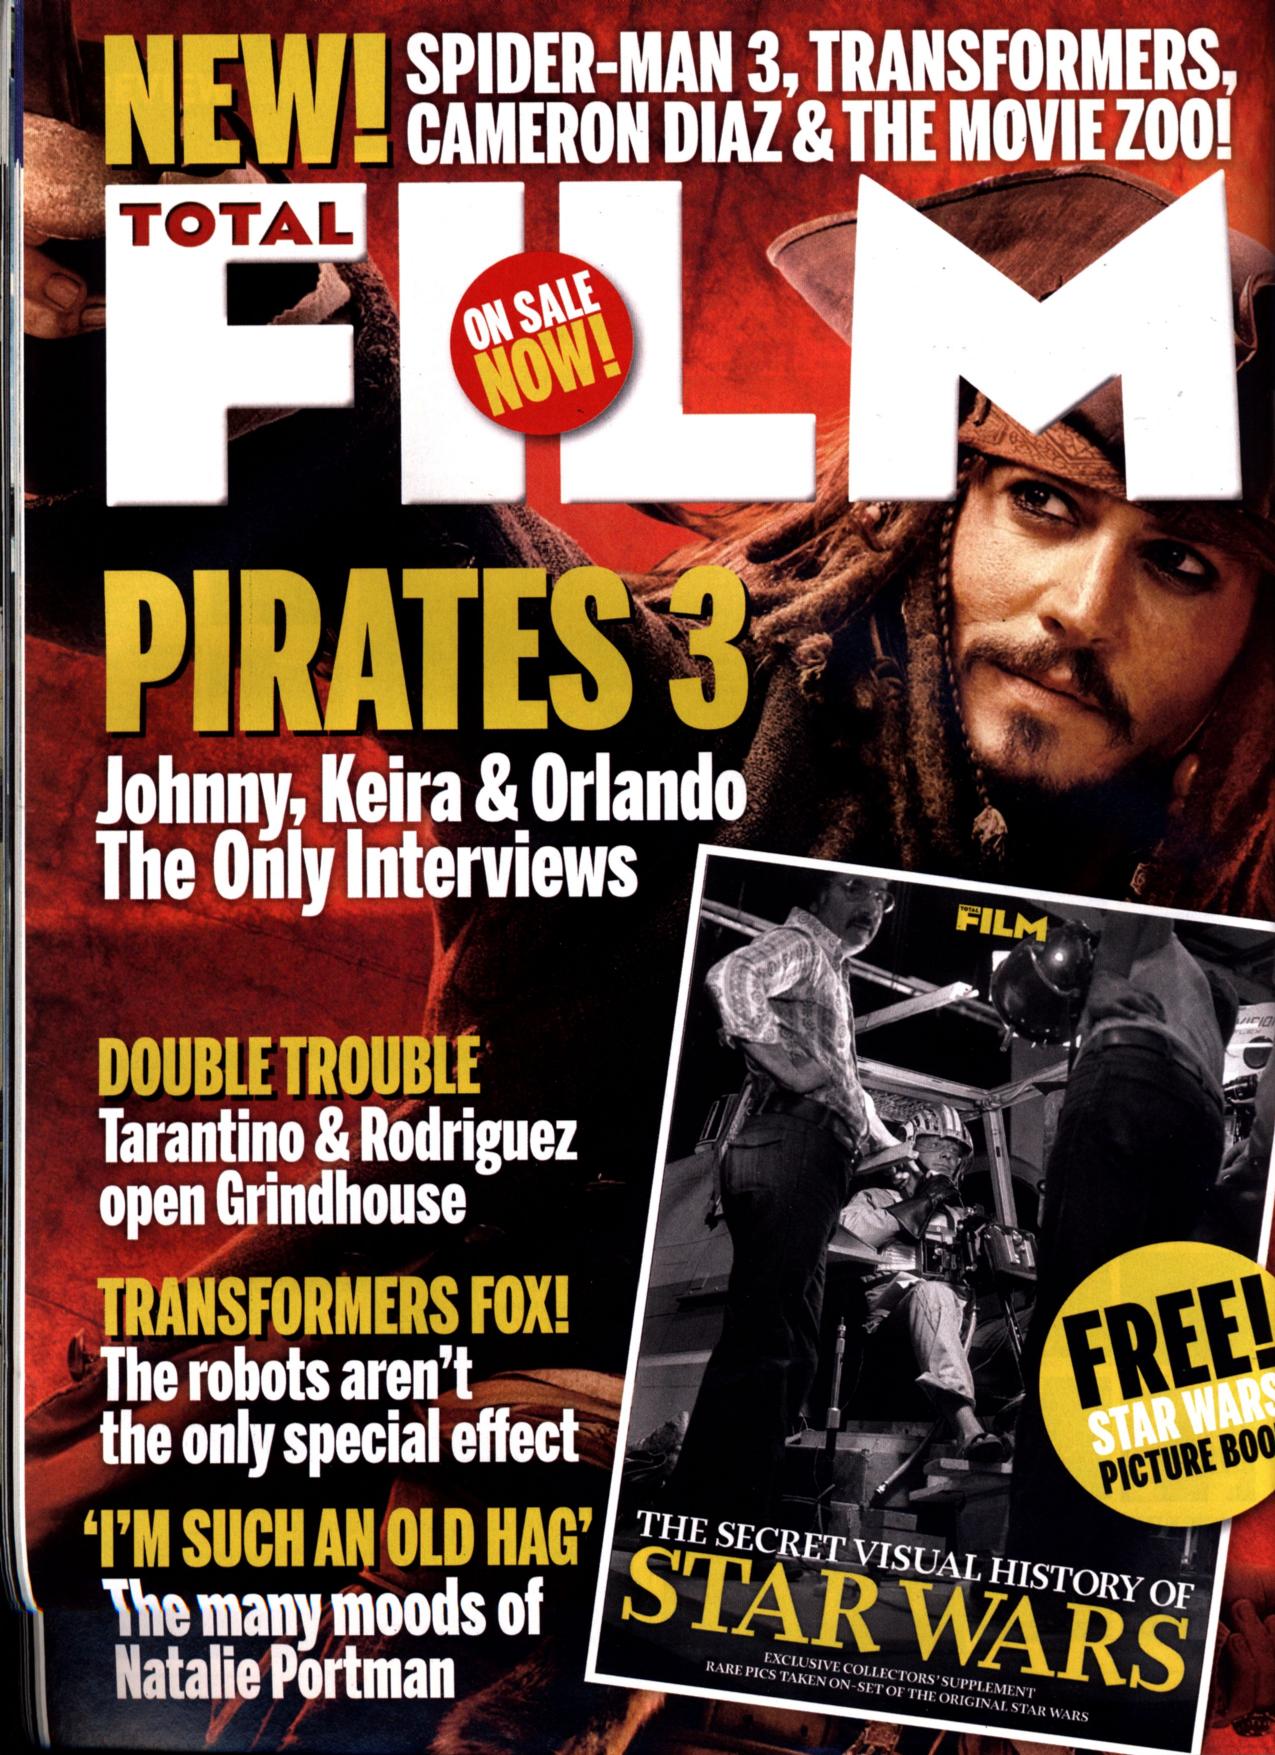 NEW!
SPIDER-MAN 3, TRANSFORMERS,
CAMERON DIAZ & THE MOVIE ZOO!
TOTAL
FILM
ON SALE
NOW!
PIRATES 3
Johnny, Keira & Orlando
The Only Interviews
TOTAL
FILM
DOUBLE TROUBLE
Tarantino & Rodriguez
open Grindhouse
TRANSFORMERS FOX!
The robots aren't
the only special effect
FREE!
STAR WARS
PICTURE BOO
'I'M SUCH AN OLD HAG'
The many moods of
Natalie Portman
THE SECRET VISUAL HISTORY OF
STAR WARS
EXCLUSIVE COLLECTORS' SUPPLEMENT
RARE PICS TAKEN ON-SET OF THE ORIGINAL STAR WARS